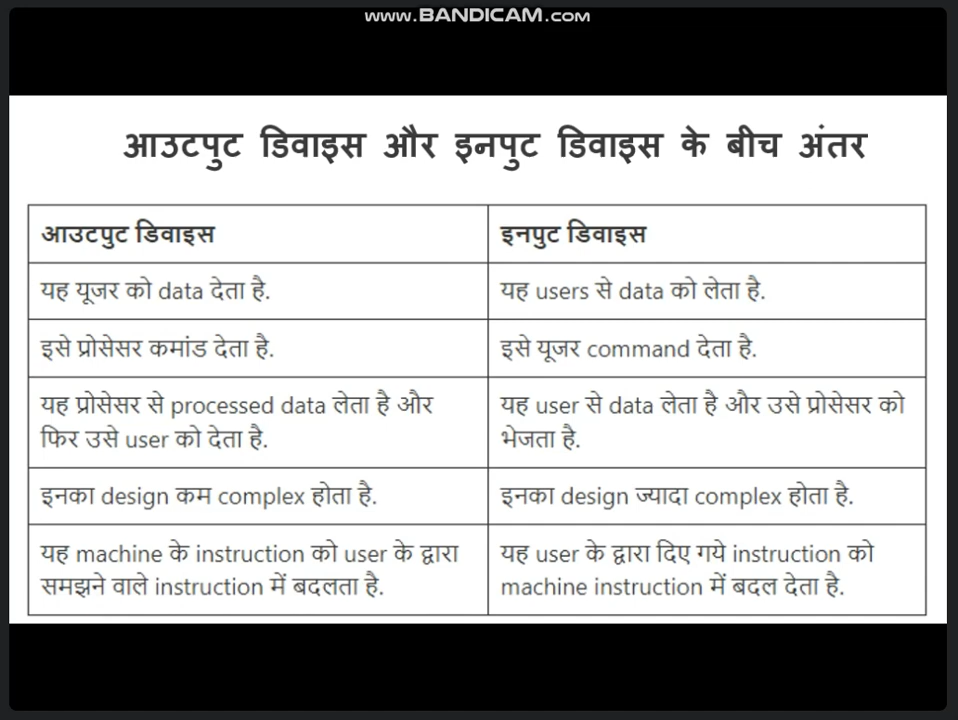 www.BANDICAM.com
आउटपुट डिवाइस और इनपुट डिवाइस के बीच अंतर
आउटपुट डिवाइस
इनपुट डिवाइस
यह यूजर को data देता है.
यह users से data को लेता है.
इसे प्रोसेसर कमांड देता है.
इसे यूजर command देता है.
यह प्रोसेसर से processed data लेता है और
फिर उसे user को देता है.
यह user से data लेता है और उसे प्रोसेसर को
भेजता है.
इनका design कम complex होता है.
इनका design ज्यादा complex होता है.
यह machine के instruction को user के द्वारा
समझने वाले instruction में बदलता है.
यह user के द्वारा दिए गये instruction को
machine instruction में बदल देता है.